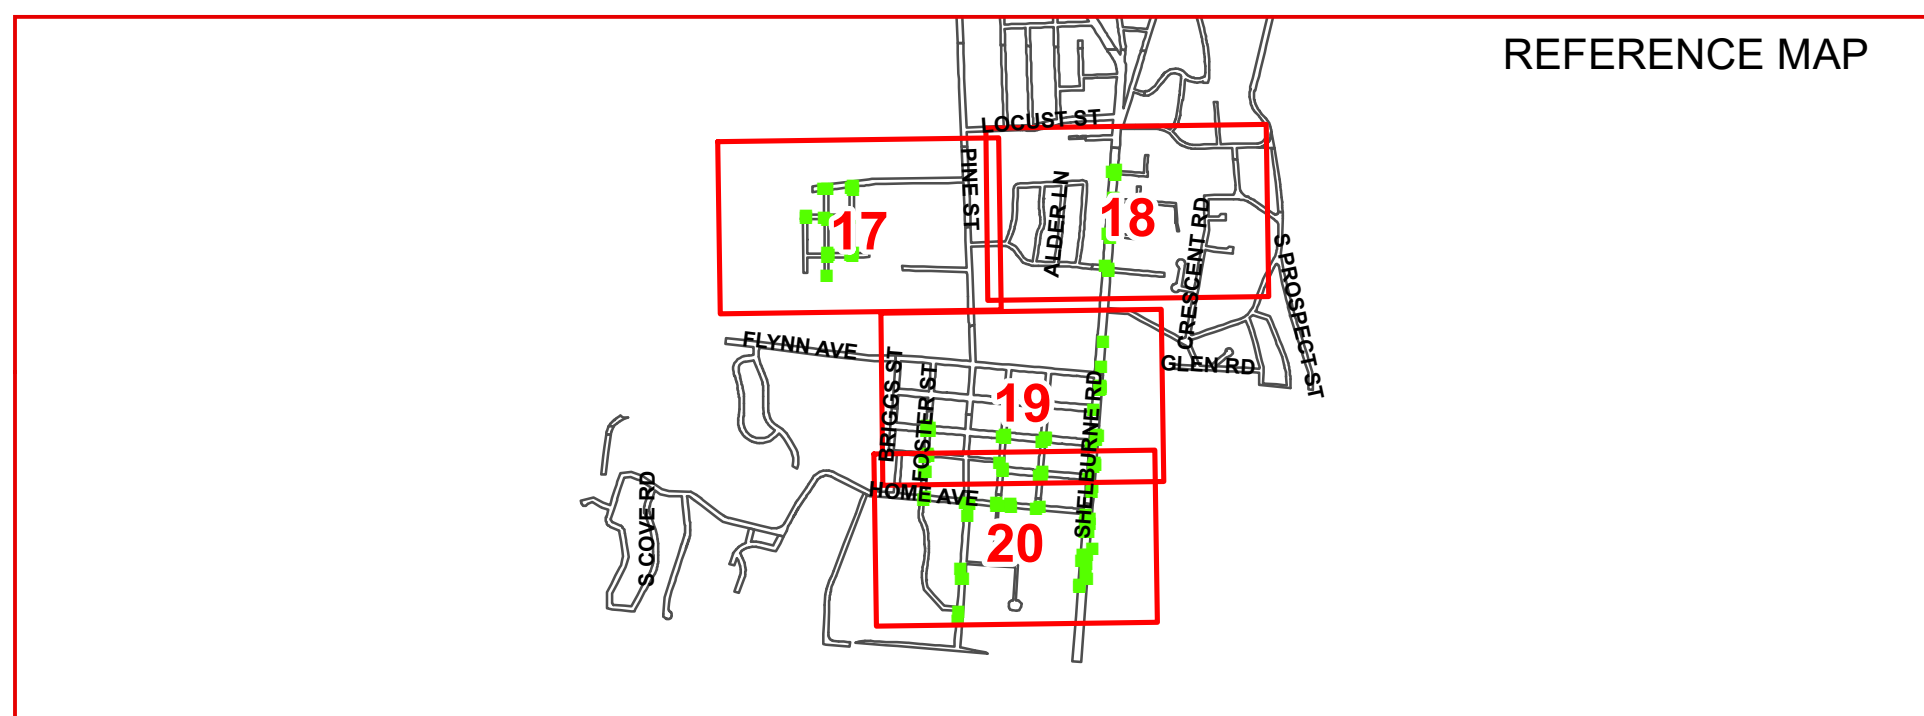 REFERENCE MAP
LOCUST ST
PINE ST
ALDER LN
18
17
CRESCENT RD
S PROSPECT ST
FLYNN AVE
GLEN RD
BRIGGS ST
FOSTER ST
19
SHELBURNE RD
HOME AVE
S COVE RD
20